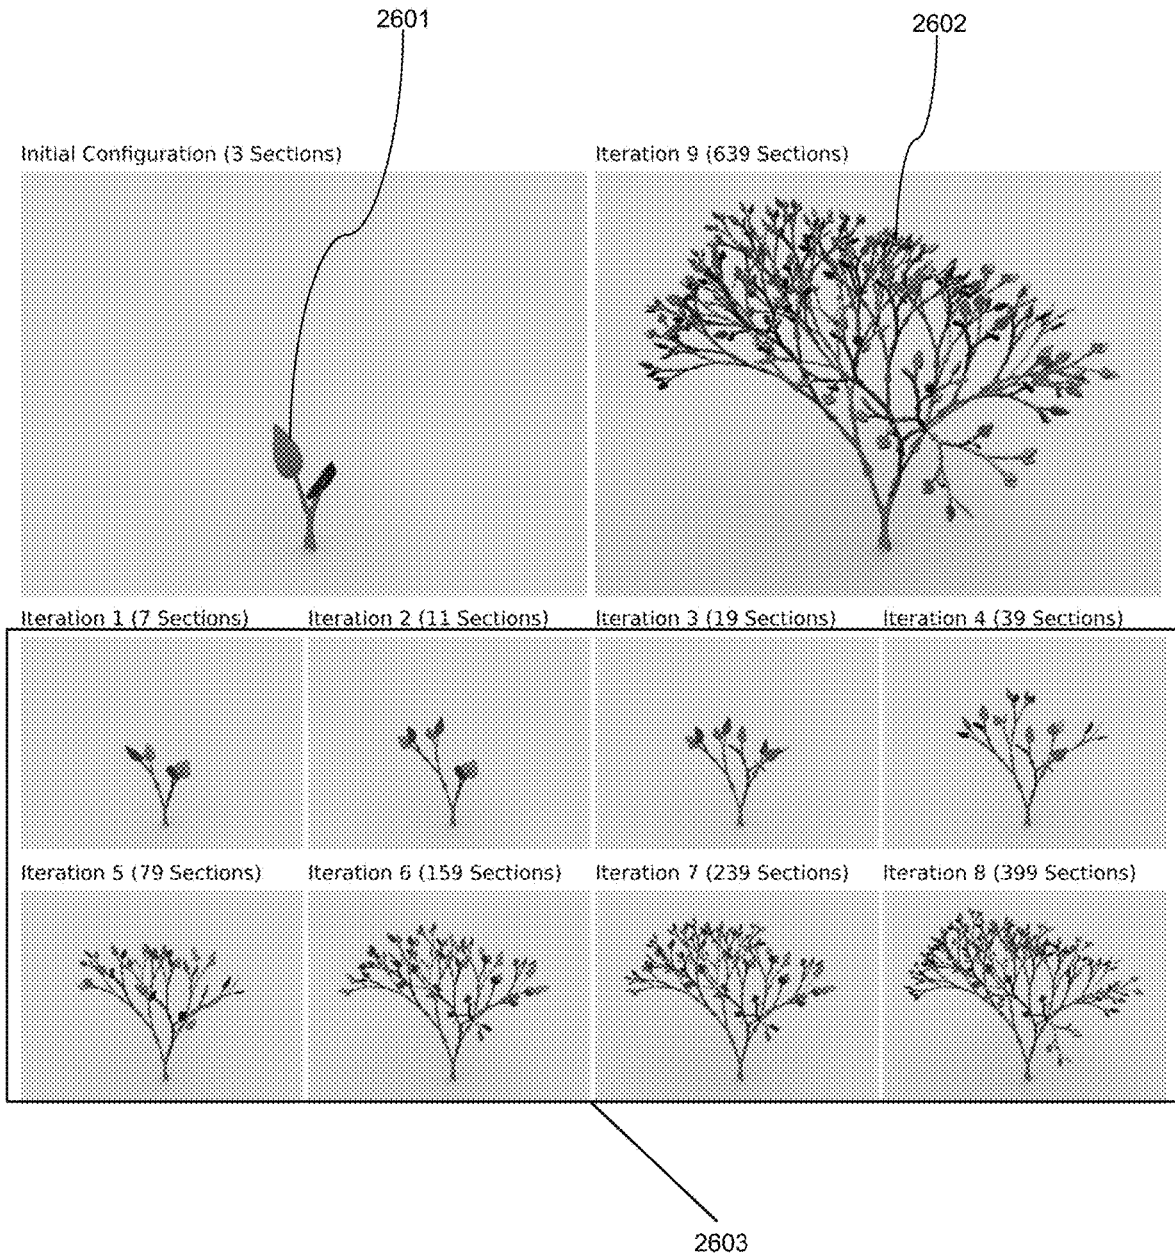 2601
2602
Initial Configuration (3 Sections)
Iteration 9 (639 Sections)
Iteration 1 (7 Sections)
Iteration 2 (11 Sections)
Iteration 3 (19 Sections)
Iteration 4 (39 Sections)
Iteration 5 (79 Sections)
Iteration 6 (159 Sections)
Iteration 7 (239 Sections)
Iteration 8 (399 Sections)
2603